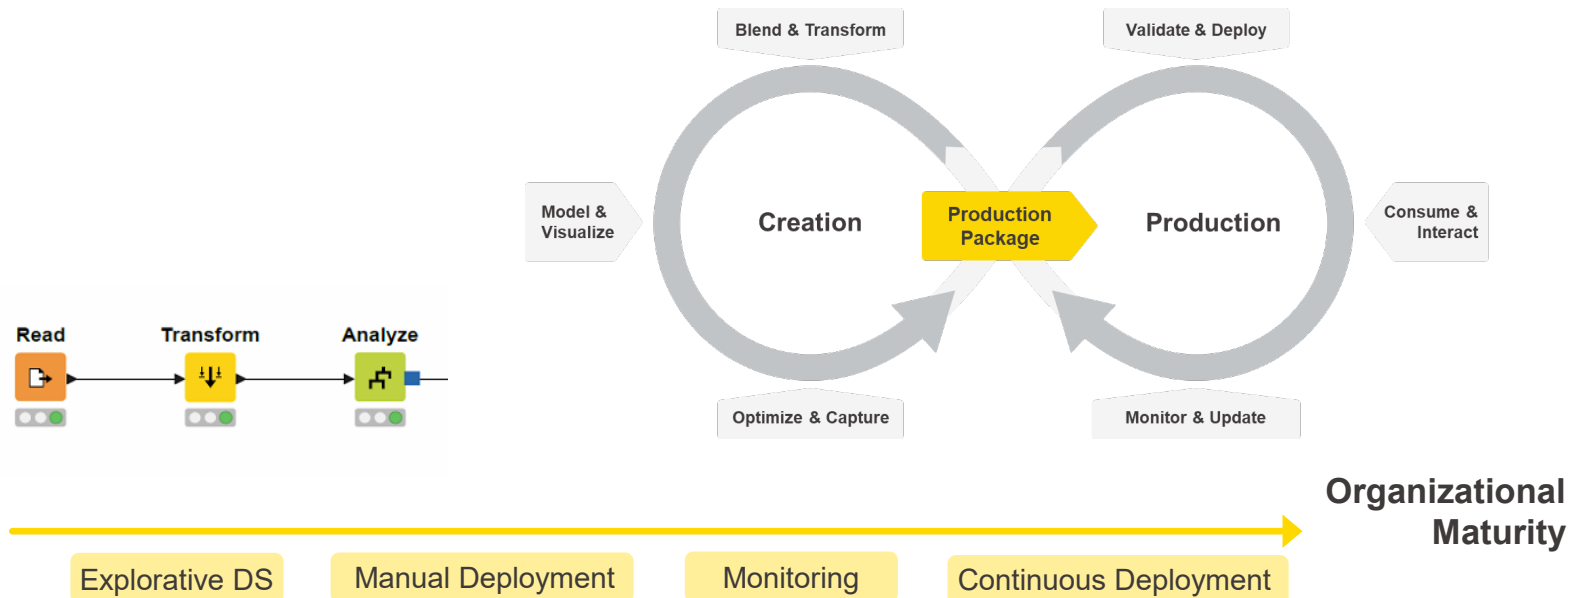 Blend & Transform
Validate & Deploy
Model &
Visualize
Creation
Production
Package
Production
Consume &
Interact
Read
Transform
Analyze
Optimize & Capture
Monitor & Update
Organizational
Maturity
Explorative DS
Manual Deployment
Monitoring
Continuous Deployment